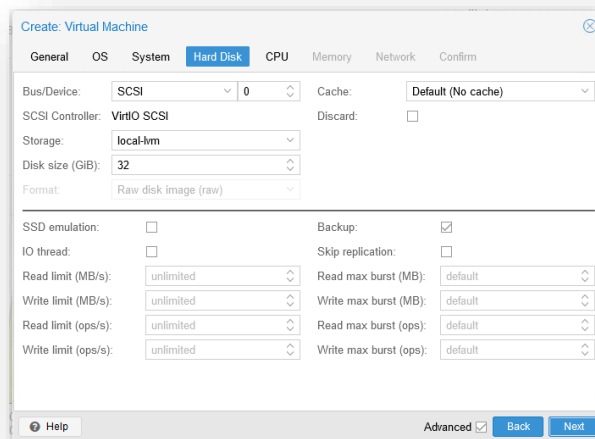 Create: Virtual Machine
General OS System Hard Disk CPU Memory Network Confirm
Bus/Device: SCSI 0 Cache: Default (No cache)
SCSI Controller: VirtIO SCSI Discard:
Storage: local-lvm
Disk size (GiB): 32
Format: Raw disk image (raw)
SSD emulation: Backup:
IO thread: Skip replication:
Read limit (MB/s): unlimited Read max burst (MB): default
Write limit (MB/s): unlimited Write max burst (MB): default
Read limit (ops/s): unlimited Read max burst (ops): default
Write limit (ops/s): unlimited Write max burst (ops): default
Help Advanced Back Next